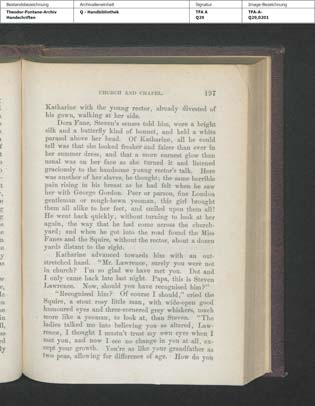 Bestandsbezeichnung Archivalieneinheit Signatur Image-Bezeichnung
Theodor-Fontane-Archiv Q - Handbibliothek TFA A TFA-A-
Handschriften Q29 Q29,0201
CHURCH AND CHAPEL. 197
Katharine with the young rector, already divested of
his gown, walking at her side.
Dora Fane, Steven's senses told him, wore a bright
silk and a butterfly kind of bonnet, and held a white
parasol above her head. Of Katharine, all he could
tell was that she looked fresher and fairer than ever in
her summer dress, and that a more earnest glow than
usual was on her face as she turned it and listened
graciously to the handsome young rector's talk. Here
was another of her slaves, he thought; the same horrible
pain rising in his breast as he had felt when he saw
her with George Gordon. Peer or parson, fine London
gentleman or rough-hewn yeoman, this girl brought
them all alike to her feet, and smiled upon them all!
He went back quickly, without turning to look at her
again, the way that he had come across the church-
yard; and when he got into the road found the Miss
Fanes and the Squire, without the rector, about a dozen
yards distant to the right.
Katharine advanced towards him with an out-
stretched hand. "Mr. Lawrence, surely you were not
in church? I'm so glad we have met you. Dot and
I only came back late last night. Papa, this is Steven
Lawrence. Now, should you have recognised him?"
"Recognised him? Of course I should," cried the
Squire, a stout rosy little man, with wide-open good
humoured eyes and three-cornered grey whiskers, much
more like a yeoman, to look at, than Steven. "The
ladies talked me into believing you so altered, Law-
rence, I thought I mustn't trust my own eyes when I
met you, and now I see no change in you at all, ex-
cept your growth. You're as like your grandfather as
two peas, allowing for difference of age. How do you